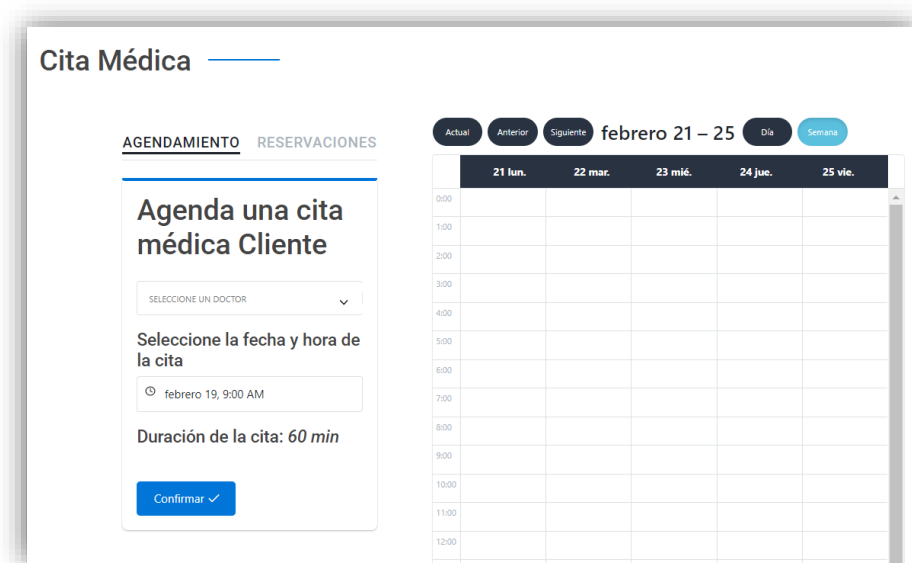 Cita Médica
AGENDAMIENTO RESERVACIONES
Agenda una cita
médica Cliente
SELECCIONE UN DOCTOR
Seleccione la fecha y hora de
la cita
febrero 19, 9:00 AM
Duración de la cita: 60 min
Confirmar
Actual Anterior Siguiente febrero 21 – 25 Día Semana
21 lun. 22 mar. 23 mié. 24 jue. 25 vie.
0:00
1:00
2:00
3:00
4:00
5:00
6:00
7:00
8:00
9:00
10:00
11:00
12:00